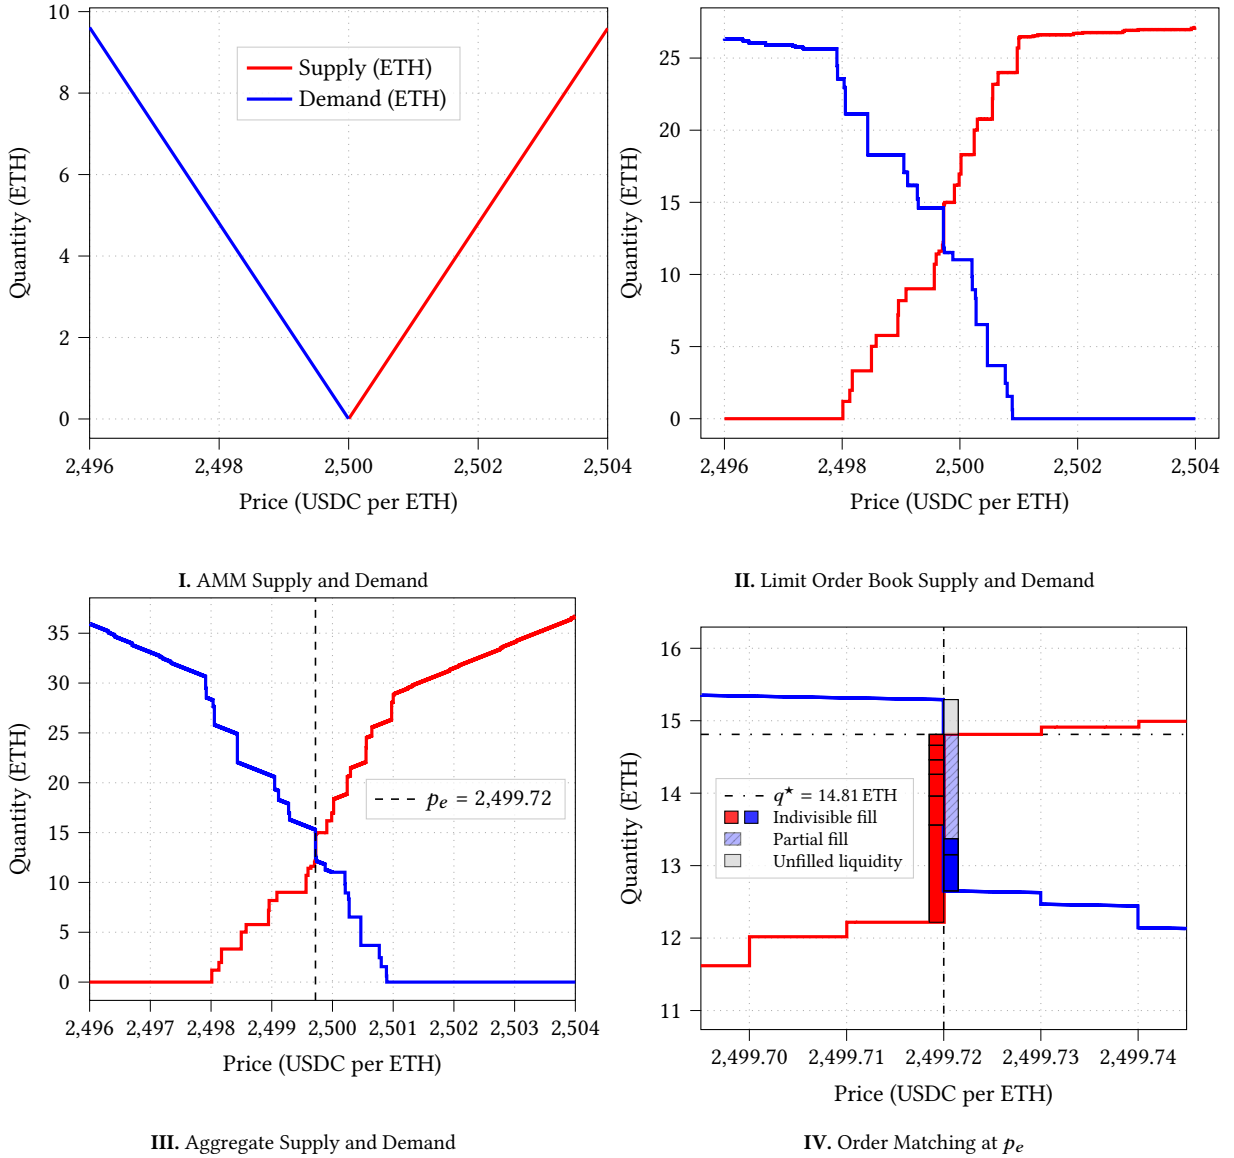 10
8
6
4
2
0
Quantity (ETH)
Supply (ETH)
Demand (ETH)
2,496
2,498
2,500
2,502
2,504
Price (USDC per ETH)
I. AMM Supply and Demand
25
20
15
10
5
0
Quantity (ETH)
2,496
2,498
2,500
2,502
2,504
Price (USDC per ETH)
II. Limit Order Book Supply and Demand
35
30
25
20
15
10
5
0
Quantity (ETH)
p_e = 2,499.72
2,496
2,497
2,498
2,499
2,500
2,501
2,502
2,503
2,504
Price (USDC per ETH)
III. Aggregate Supply and Demand
16
15
14
13
12
11
Quantity (ETH)
q★ = 14.81 ETH
Indivisible fill
Partial fill
Unfilled liquidity
2,499.70
2,499.71
2,499.72
2,499.73
2,499.74
Price (USDC per ETH)
IV. Order Matching at p_e